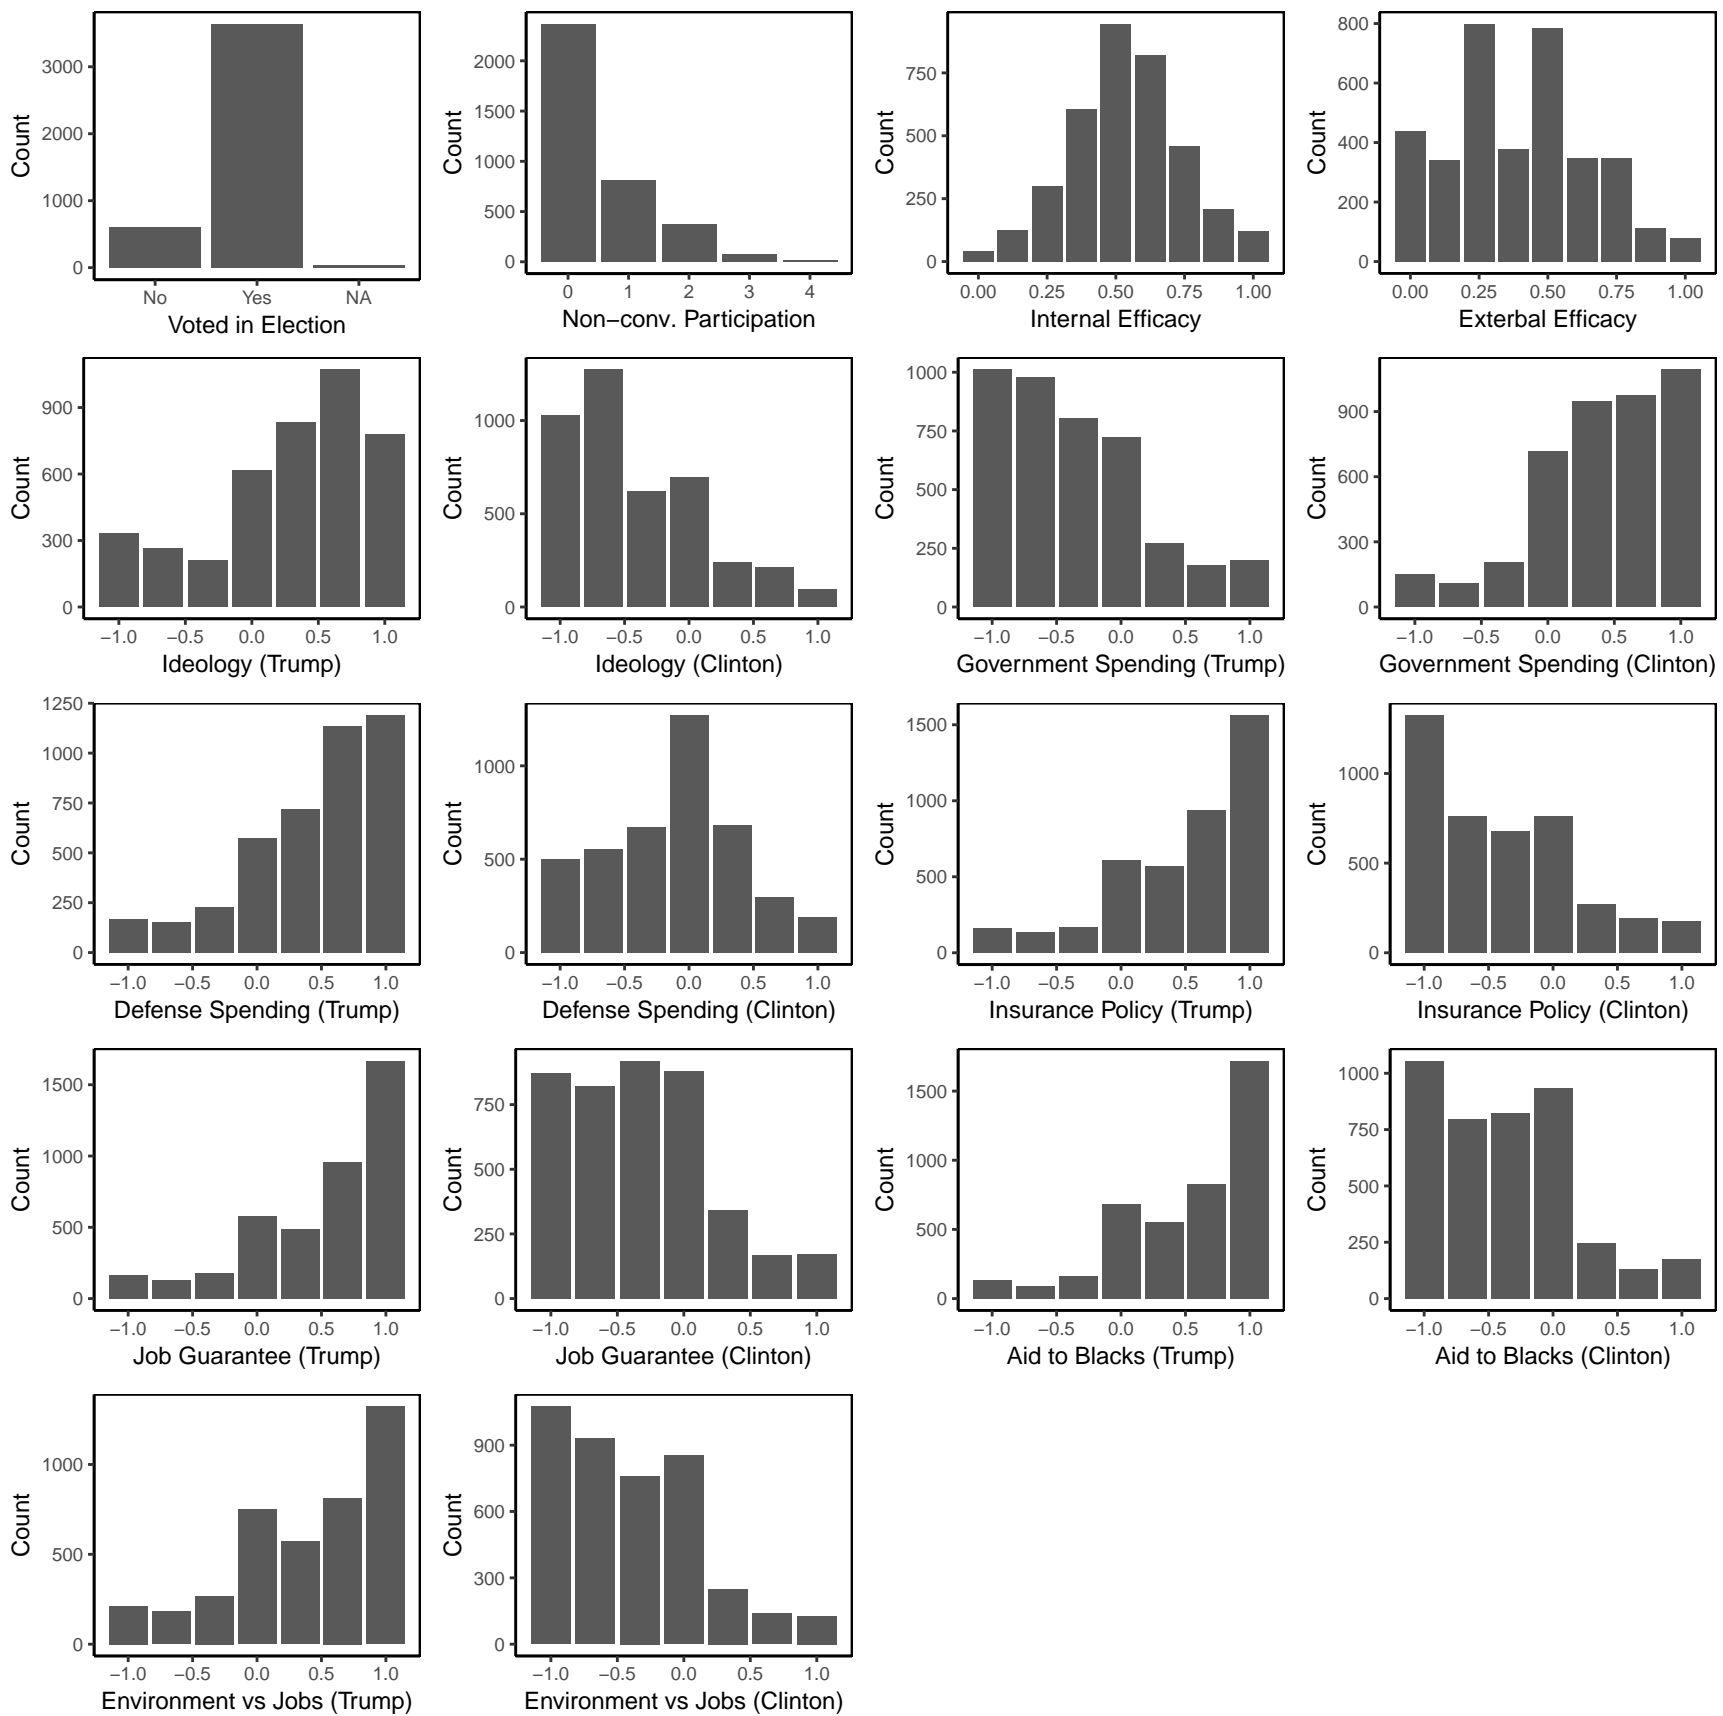 Count
3000
2000
1000
0
No Yes NA
Voted in Election
Count
2000
1500
1000
500
0
0 1 2 3 4
Non−conv. Participation
Count
750
500
250
0
0.00 0.25 0.50 0.75 1.00
Internal Efficacy
Count
800
600
400
200
0
0.00 0.25 0.50 0.75 1.00
Exterbal Efficacy
Count
900
600
300
0
−1.0 −0.5 0.0 0.5 1.0
Ideology (Trump)
Count
1000
500
0
−1.0 −0.5 0.0 0.5 1.0
Ideology (Clinton)
Count
1000
750
500
250
0
−1.0 −0.5 0.0 0.5 1.0
Government Spending (Trump)
Count
900
600
300
0
−1.0 −0.5 0.0 0.5 1.0
Government Spending (Clinton)
Count
1250
1000
750
500
250
0
−1.0 −0.5 0.0 0.5 1.0
Defense Spending (Trump)
Count
1000
500
0
−1.0 −0.5 0.0 0.5 1.0
Defense Spending (Clinton)
Count
1500
1000
500
0
−1.0 −0.5 0.0 0.5 1.0
Insurance Policy (Trump)
Count
1000
500
0
−1.0 −0.5 0.0 0.5 1.0
Insurance Policy (Clinton)
Count
1500
1000
500
0
−1.0 −0.5 0.0 0.5 1.0
Job Guarantee (Trump)
Count
750
500
250
0
−1.0 −0.5 0.0 0.5 1.0
Job Guarantee (Clinton)
Count
1500
1000
500
0
−1.0 −0.5 0.0 0.5 1.0
Aid to Blacks (Trump)
Count
1000
750
500
250
0
−1.0 −0.5 0.0 0.5 1.0
Aid to Blacks (Clinton)
Count
1000
500
0
−1.0 −0.5 0.0 0.5 1.0
Environment vs Jobs (Trump)
Count
900
600
300
0
−1.0 −0.5 0.0 0.5 1.0
Environment vs Jobs (Clinton)